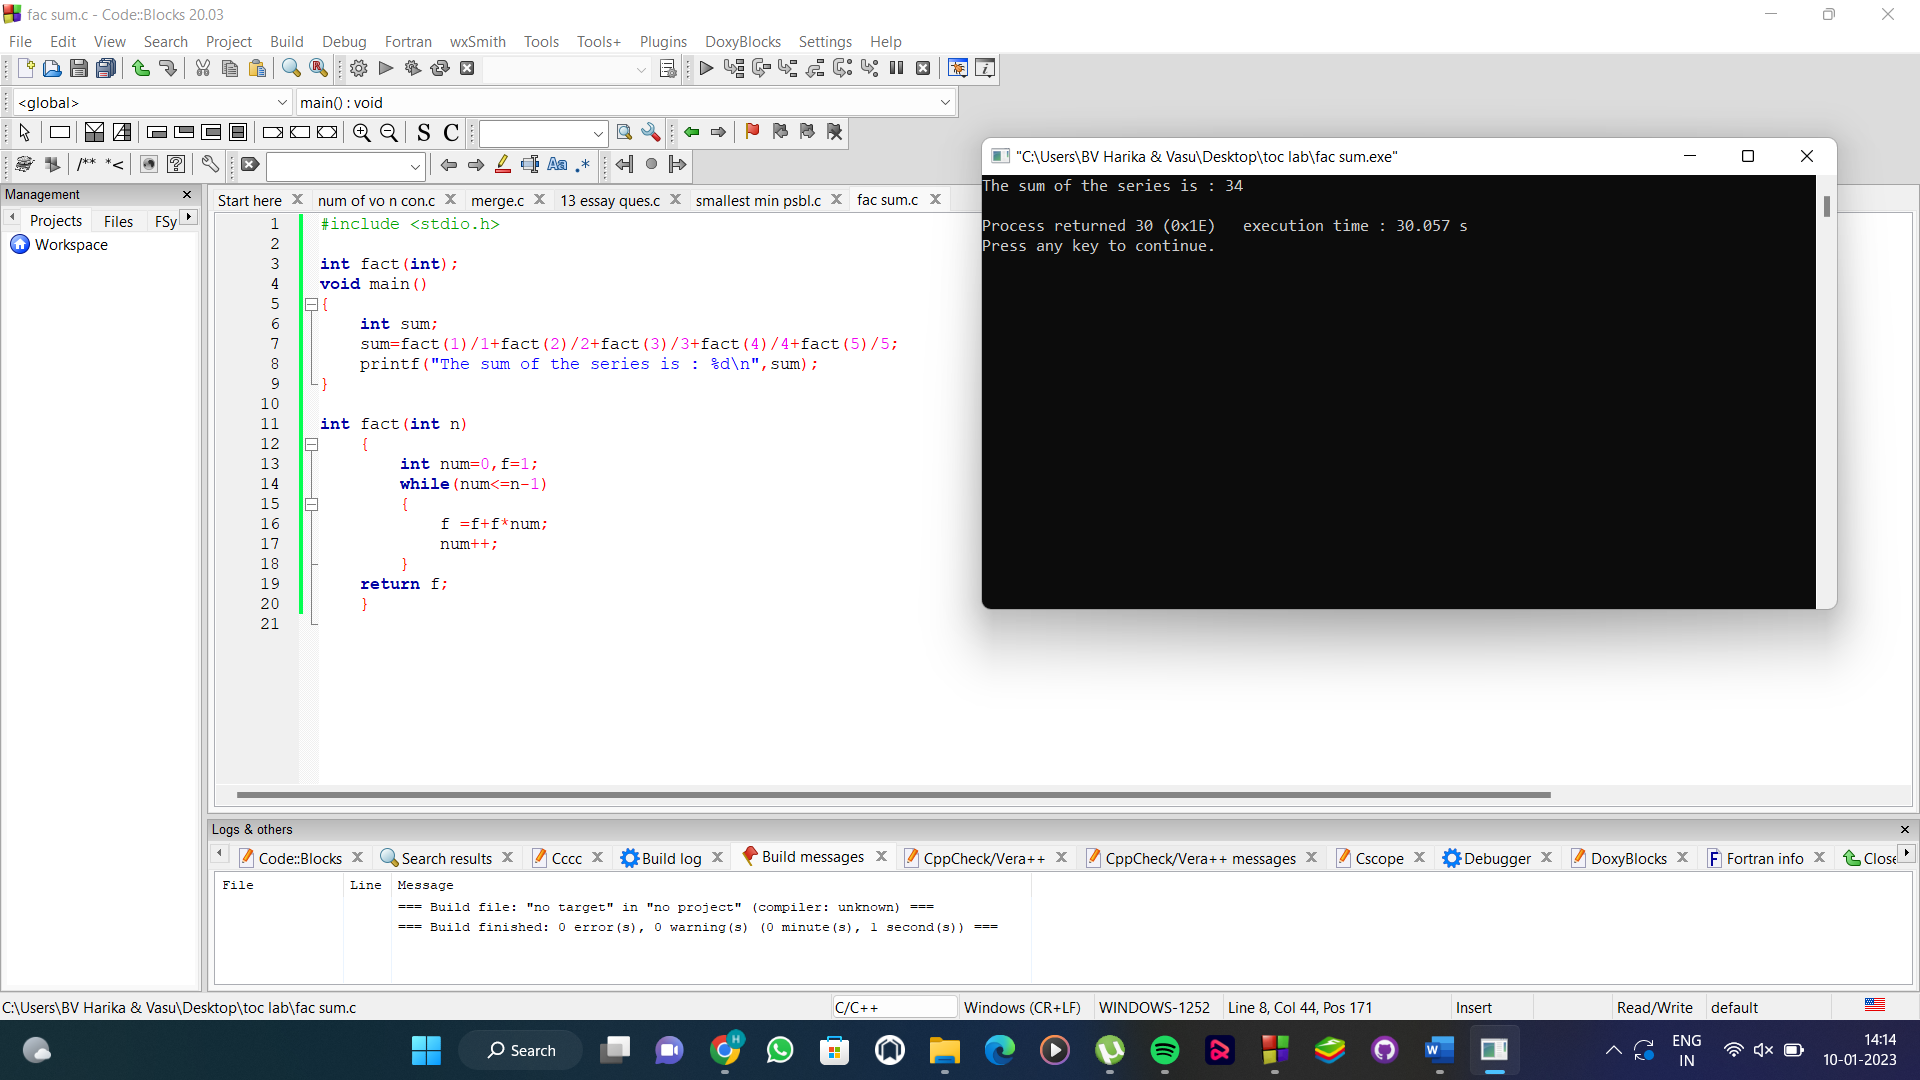 fac sum.c - Code::Blocks 20.03
File Edit View Search Project Build Debug Fortran wxSmith Tools Tools+ Plugins DoxyBlocks Settings Help
<global> main() : void
S C
/** *< Aa .*
Management
Projects Files FSy
Workspace
Start here num of vo n con.c merge.c 13 essay ques.c smallest min psbl.c fac sum.c
1 #include <stdio.h>
2
3 int fact(int);
4 void main()
5 {
6 int sum;
7 sum=fact(1)/1+fact(2)/2+fact(3)/3+fact(4)/4+fact(5)/5;
8 printf("The sum of the series is : %d\n",sum);
9 }
10
11 int fact(int n)
12 {
13 int num=0,f=1;
14 while(num<=n-1)
15 {
16 f =f+f*num;
17 num++;
18 }
19 return f;
20 }
21
"C:\Users\BV Harika & Vasu\Desktop\toc lab\fac sum.exe"
The sum of the series is : 34
Process returned 30 (0x1E) execution time : 30.057 s
Press any key to continue.
Logs & others
Code::Blocks Search results Cccc Build log Build messages CppCheck/Vera++ CppCheck/Vera++ messages Cscope Debugger DoxyBlocks Fortran info Close
File Line Message
=== Build file: "no target" in "no project" (compiler: unknown) ===
=== Build finished: 0 error(s), 0 warning(s) (0 minute(s), 1 second(s)) ===
C:\Users\BV Harika & Vasu\Desktop\toc lab\fac sum.c C/C++ Windows (CR+LF) WINDOWS-1252 Line 8, Col 44, Pos 171 Insert Read/Write default
Search
ENG
IN
14:14
10-01-2023